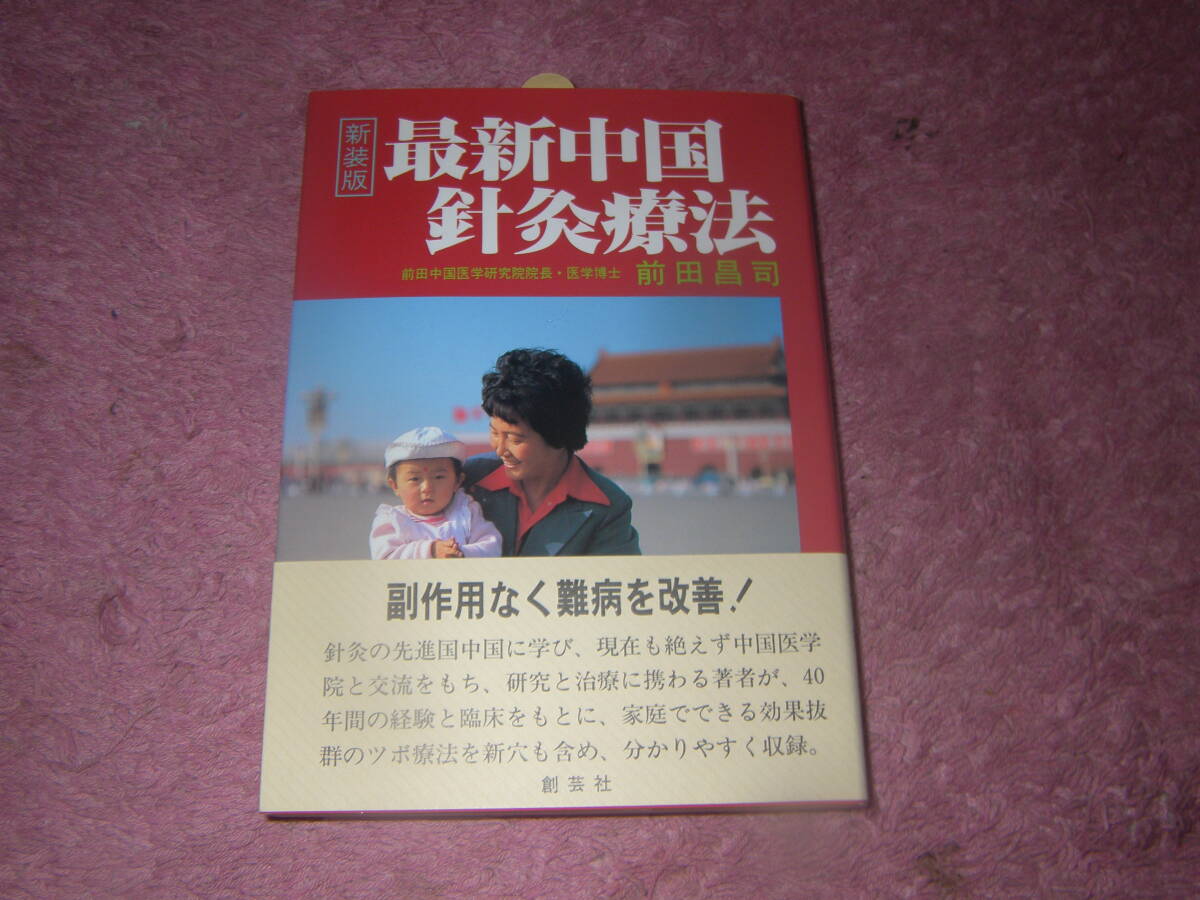 新装版
最新中国
針灸療法
前田中国医学研究院院長・医学博士 前田昌司
副作用なく難病を改善！
針灸の先進国中国に学び、現在も絶えず中国医学
院と交流をもち、研究と治療に携わる著者が、40
年間の経験と臨床をもとに、家庭でできる効果抜
群のツボ療法を新穴も含め、分かりやすく収録。
創芸社